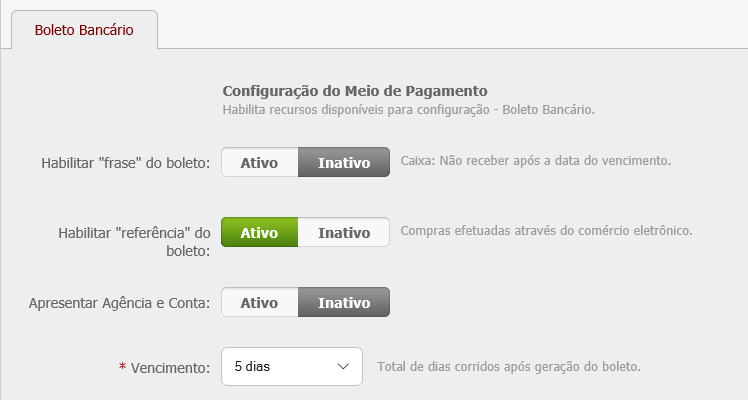 Boleto Bancário
Configuração do Meio de Pagamento
Habilita recursos disponíveis para configuração - Boleto Bancário.
Habilitar "frase" do boleto: Ativo Inativo Caixa: Não receber após a data do vencimento.
Habilitar "referência" do boleto: Ativo Inativo Compras efetuadas através do comércio eletrônico.
Apresentar Agência e Conta: Ativo Inativo
* Vencimento: 5 dias Total de dias corridos após geração do boleto.